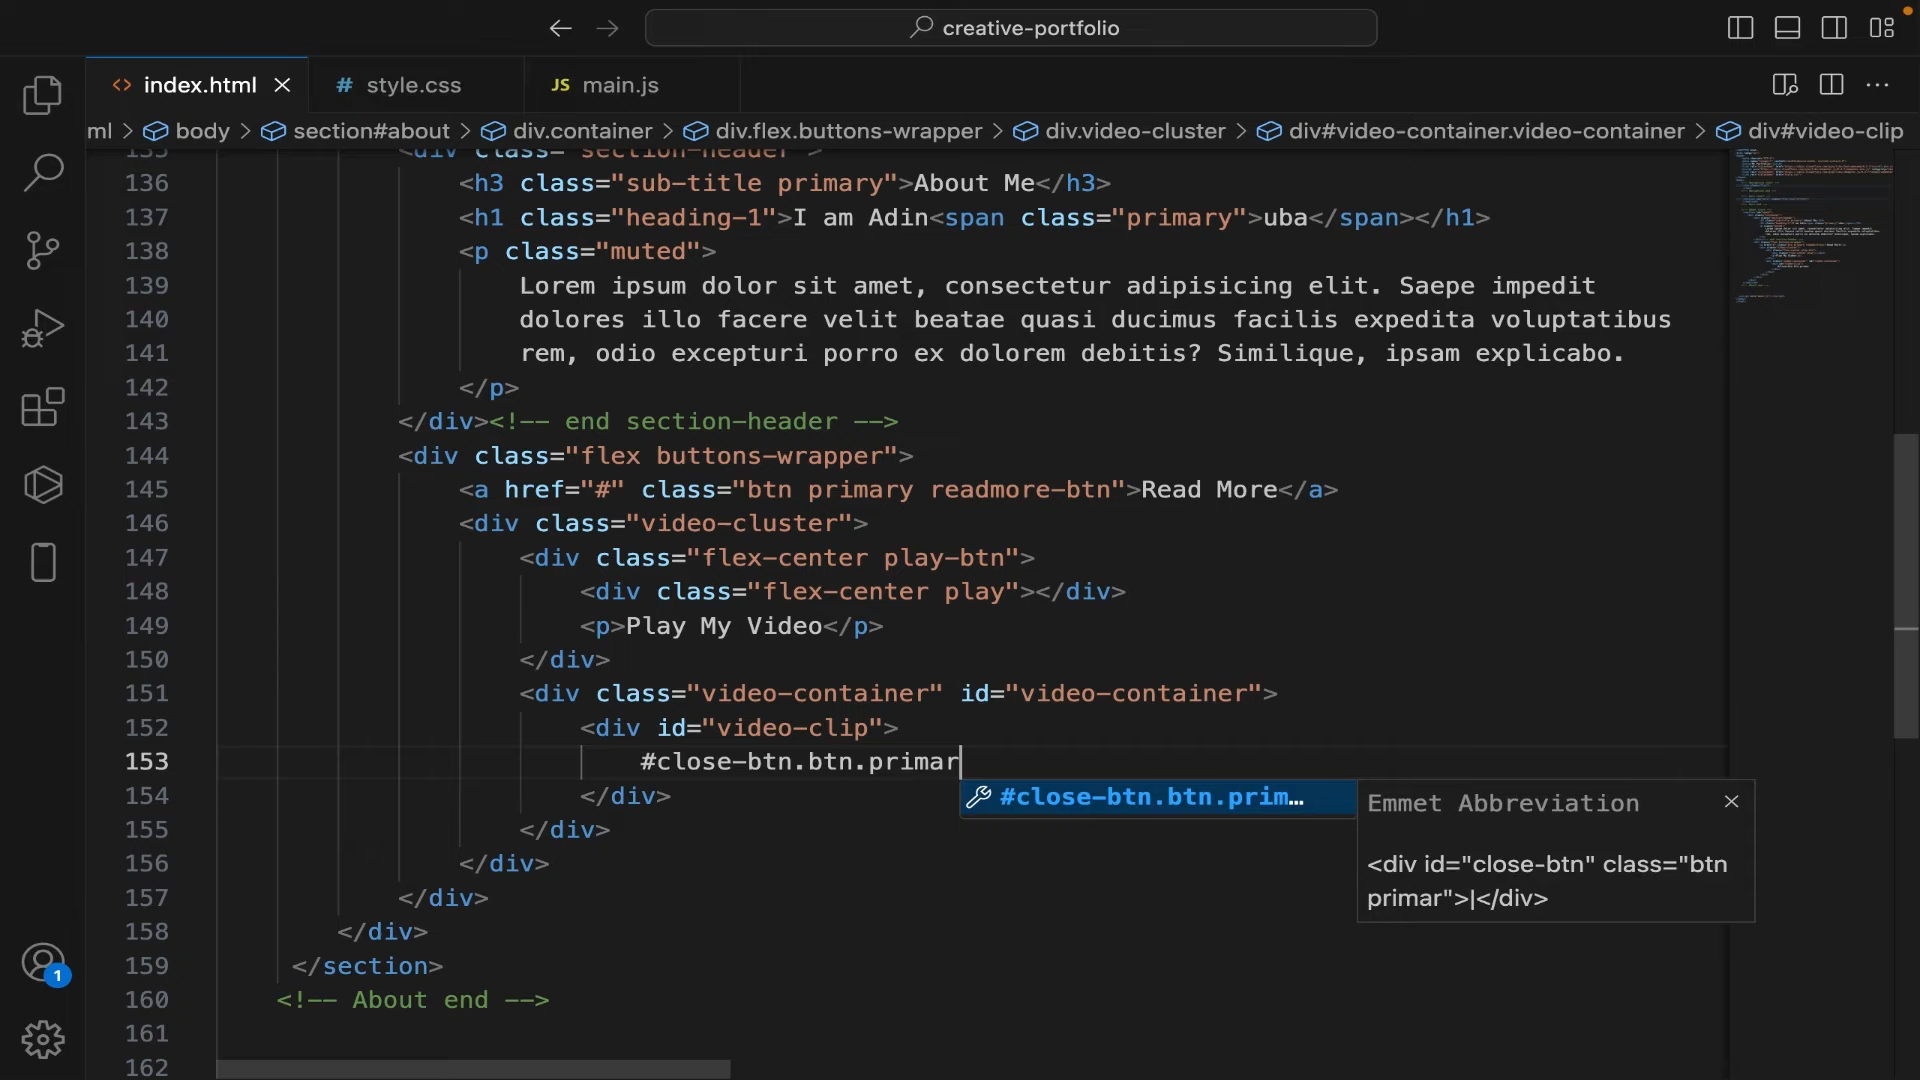 creative-portfolio
<> index.html
# style.css
JS main.js
ml > body > section#about > div.container > div.flex.buttons-wrapper > div.video-cluster > div#video-container.video-container > div#video-clip
135 <div class="section-header">
136 <h3 class="sub-title primary">About Me</h3>
137 <h1 class="heading-1">I am Adin<span class="primary">uba</span></h1>
138 <p class="muted">
139 Lorem ipsum dolor sit amet, consectetur adipisicing elit. Saepe impedit
140 dolores illo facere velit beatae quasi ducimus facilis expedita voluptatibus
141 rem, odio excepturi porro ex dolorem debitis? Similique, ipsam explicabo.
142 </p>
143 </div><!-- end section-header -->
144 <div class="flex buttons-wrapper">
145 <a href="#" class="btn primary readmore-btn">Read More</a>
146 <div class="video-cluster">
147 <div class="flex-center play-btn">
148 <div class="flex-center play"></div>
149 <p>Play My Video</p>
150 </div>
151 <div class="video-container" id="video-container">
152 <div id="video-clip">
153 #close-btn.btn.primar
154 </div>
155 </div>
156 </div>
157 </div>
158 </div>
159 </section>
160 <!-- About end -->
161
162
#close-btn.btn.prim…
Emmet Abbreviation
<div id="close-btn" class="btn
primar">|</div>
1